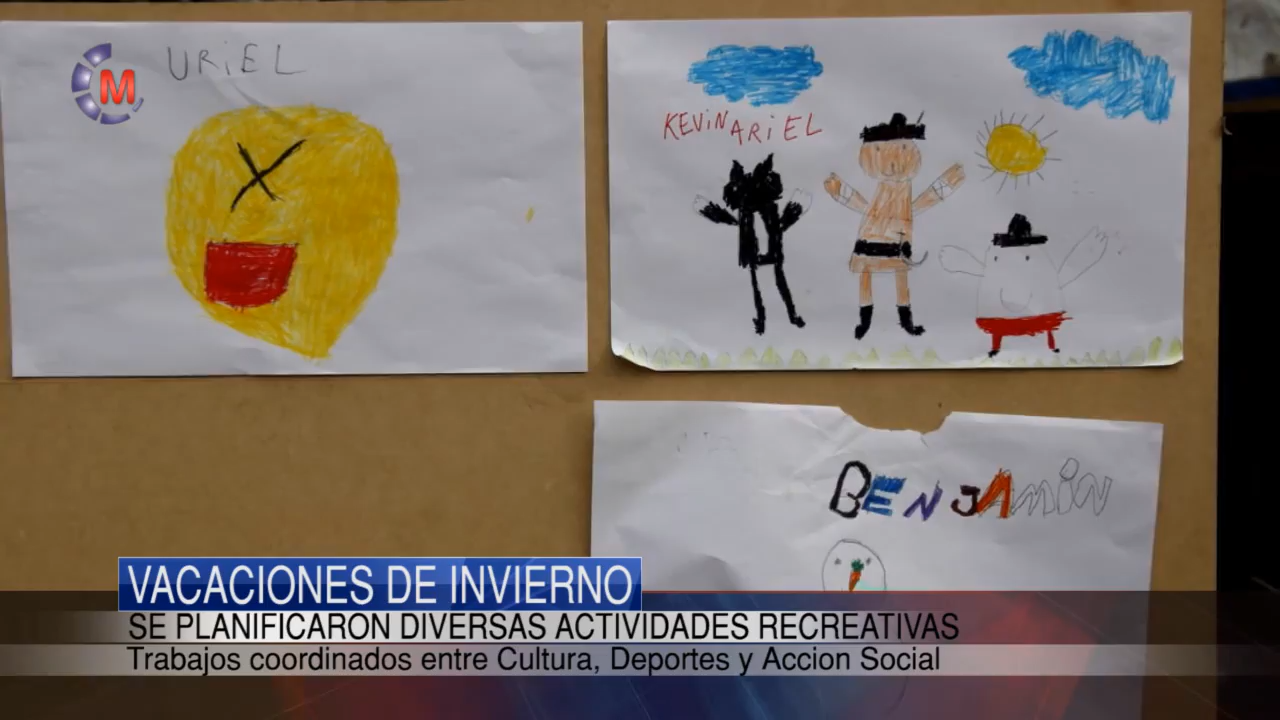 URiEL
M
KEViN ARiEL
BENJAMiN
VACACIONES DE INVIERNO
SE PLANIFICARON DIVERSAS ACTIVIDADES RECREATIVAS
Trabajos coordinados entre Cultura, Deportes y Accion Social